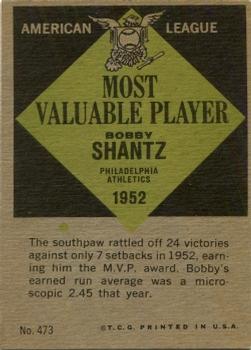 AMERICAN LEAGUE
MOST
VALUABLE PLAYER
BOBBY
SHANTZ
PHILADELPHIA
ATHLETICS
1952
The southpaw rattled off 24 victories
against only 7 setbacks in 1952, earn-
ing him the M.V.P. award. Bobby's
earned run average was a micro-
scopic 2.45 that year.
No. 473
©T.C.G. PRINTED IN U.S.A.